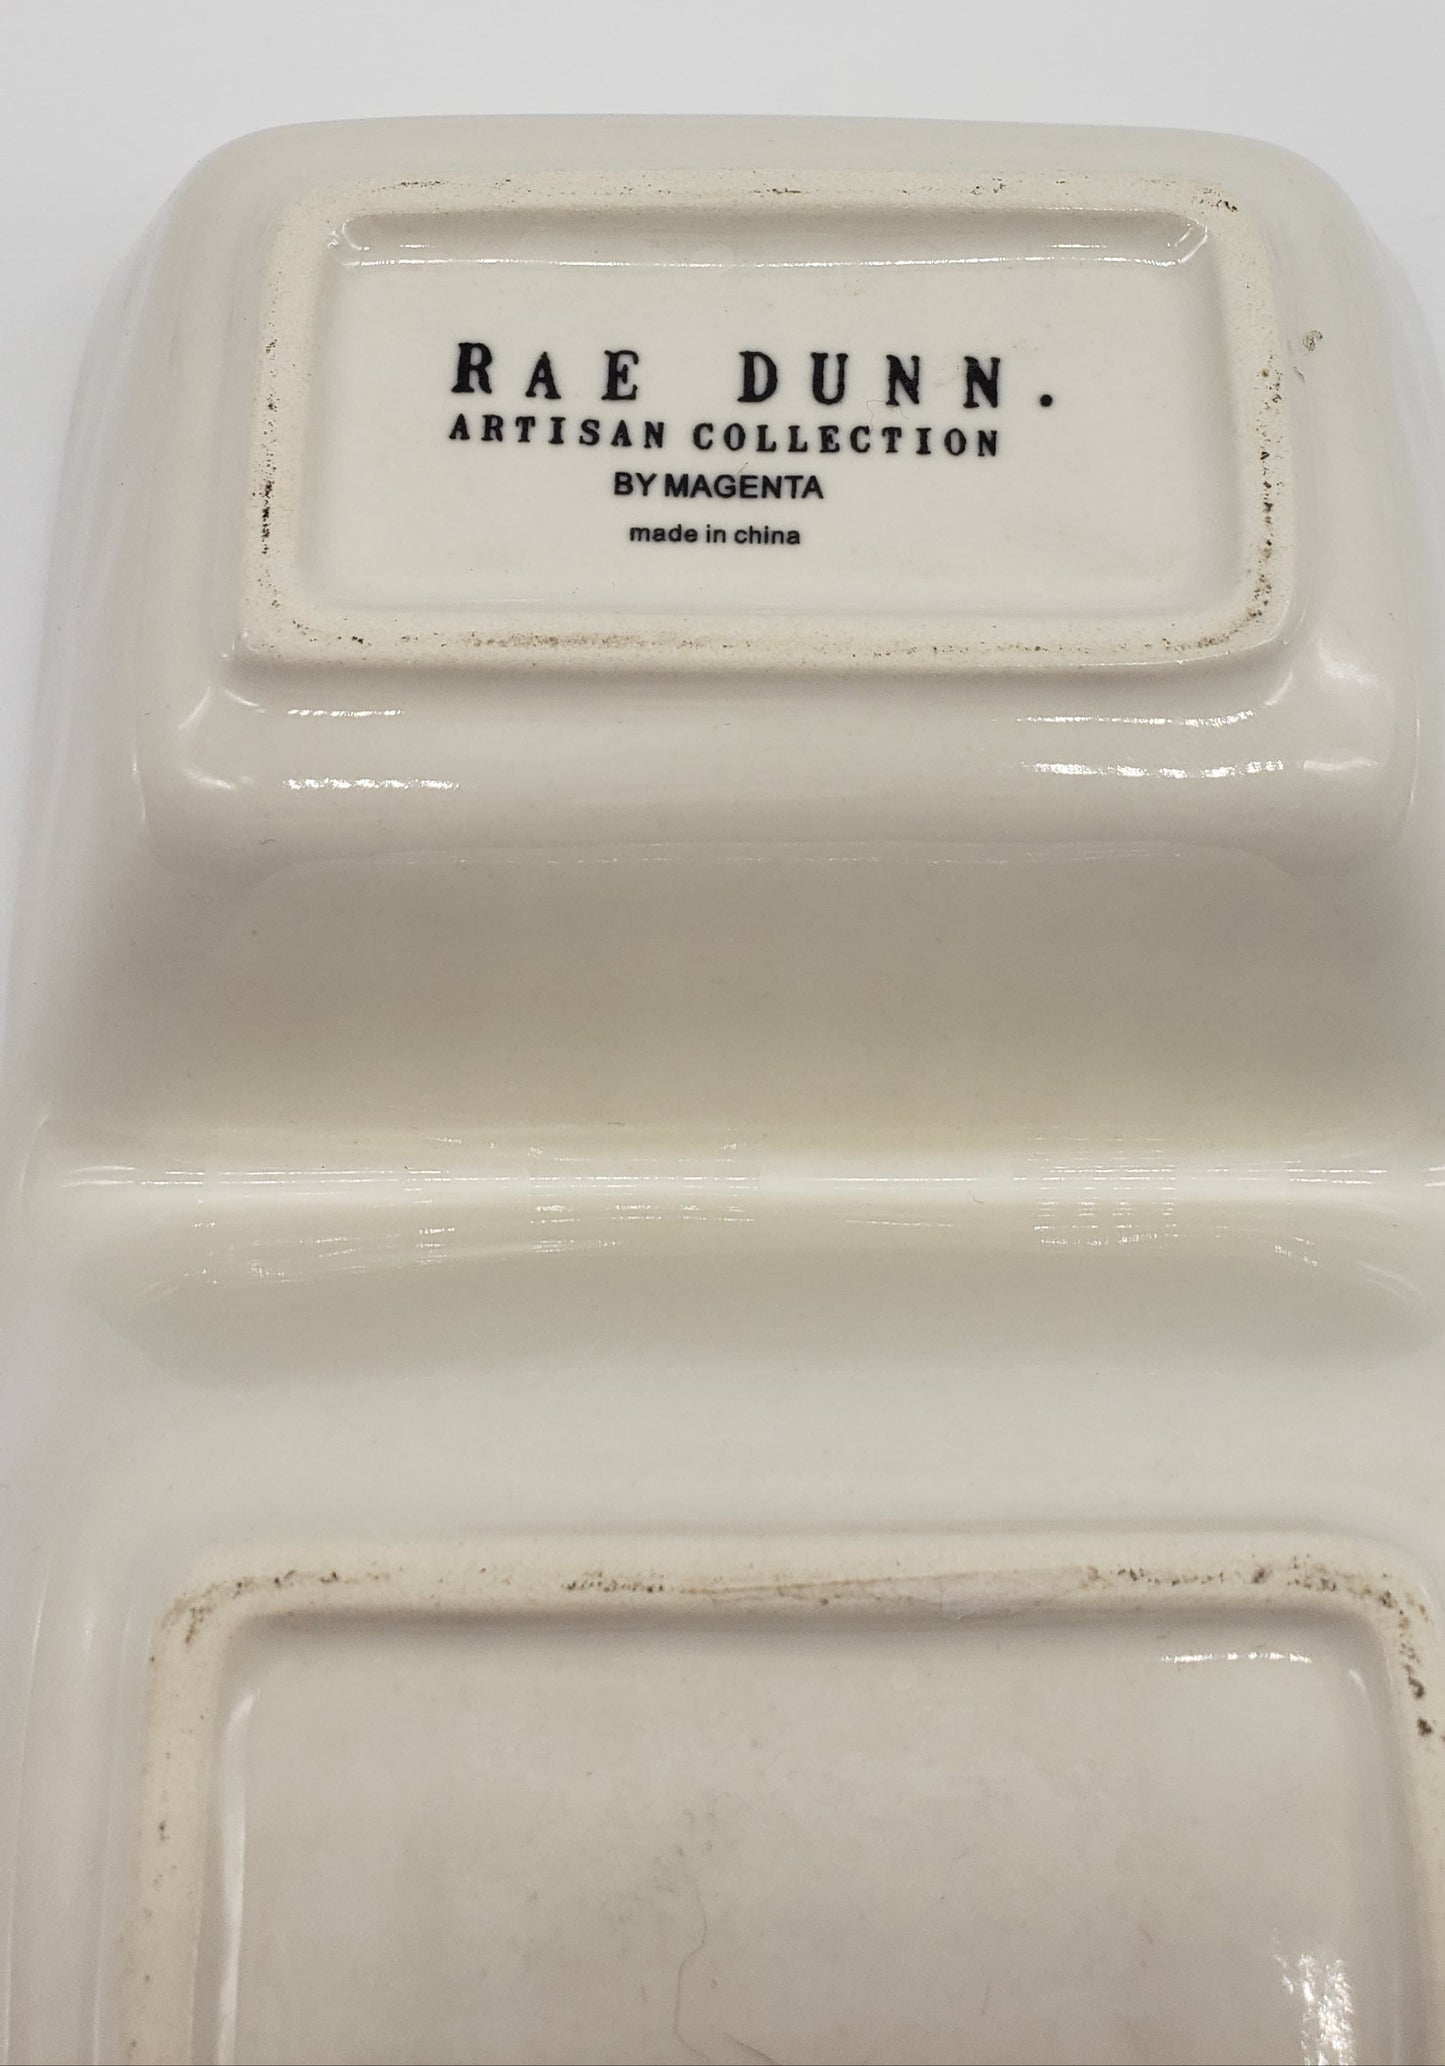 RAE DUNN.
ARTISAN COLLECTION
BY MAGENTA
made in china